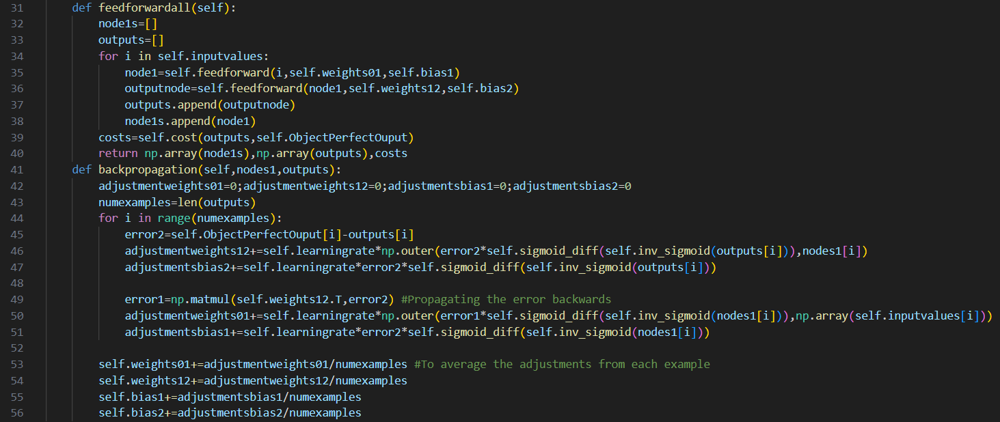 31 def feedforwardall(self):
32 node1s=[]
33 outputs=[]
34 for i in self.inputvalues:
35 node1=self.feedforward(i,self.weights01,self.bias1)
36 outputnode=self.feedforward(node1,self.weights12,self.bias2)
37 outputs.append(outputnode)
38 node1s.append(node1)
39 costs=self.cost(outputs,self.ObjectPerfectOuput)
40 return np.array(node1s),np.array(outputs),costs
41 def backpropagation(self,nodes1,outputs):
42 adjustmentweights01=0;adjustmentweights12=0;adjustmentsbias1=0;adjustmentsbias2=0
43 numexamples=len(outputs)
44 for i in range(numexamples):
45 error2=self.ObjectPerfectOuput[i]-outputs[i]
46 adjustmentweights12+=self.learningrate*np.outer(error2*self.sigmoid_diff(self.inv_sigmoid(outputs[i])),nodes1[i])
47 adjustmentsbias2+=self.learningrate*error2*self.sigmoid_diff(self.inv_sigmoid(outputs[i]))
48
49 error1=np.matmul(self.weights12.T,error2) #Propagating the error backwards
50 adjustmentweights01+=self.learningrate*np.outer(error1*self.sigmoid_diff(self.inv_sigmoid(nodes1[i])),np.array(self.inputvalues[i]))
51 adjustmentsbias1+=self.learningrate*error2*self.sigmoid_diff(self.inv_sigmoid(nodes1[i]))
52
53 self.weights01+=adjustmentweights01/numexamples #To average the adjustments from each example
54 self.weights12+=adjustmentweights12/numexamples
55 self.bias1+=adjustmentsbias1/numexamples
56 self.bias2+=adjustmentsbias2/numexamples